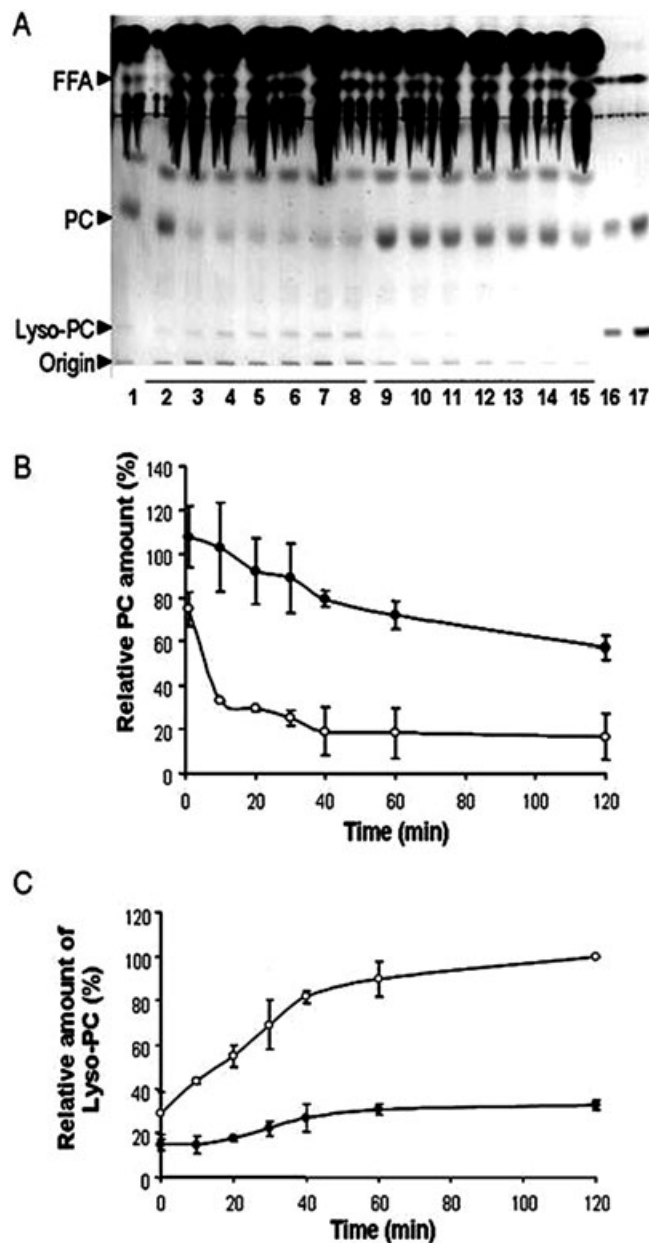 A
FFA
PC
Lyso-PC
Origin
1 2 3 4 5 6 7 8 9 10 11 12 13 14 15 16 17
B
Relative PC amount (%)
140
120
100
80
60
40
20
0
0 20 40 60 80 100 120
Time (min)
C
Relative amount of
Lyso-PC (%)
120
100
80
60
40
20
0
0 20 40 60 80 100 120
Time (min)